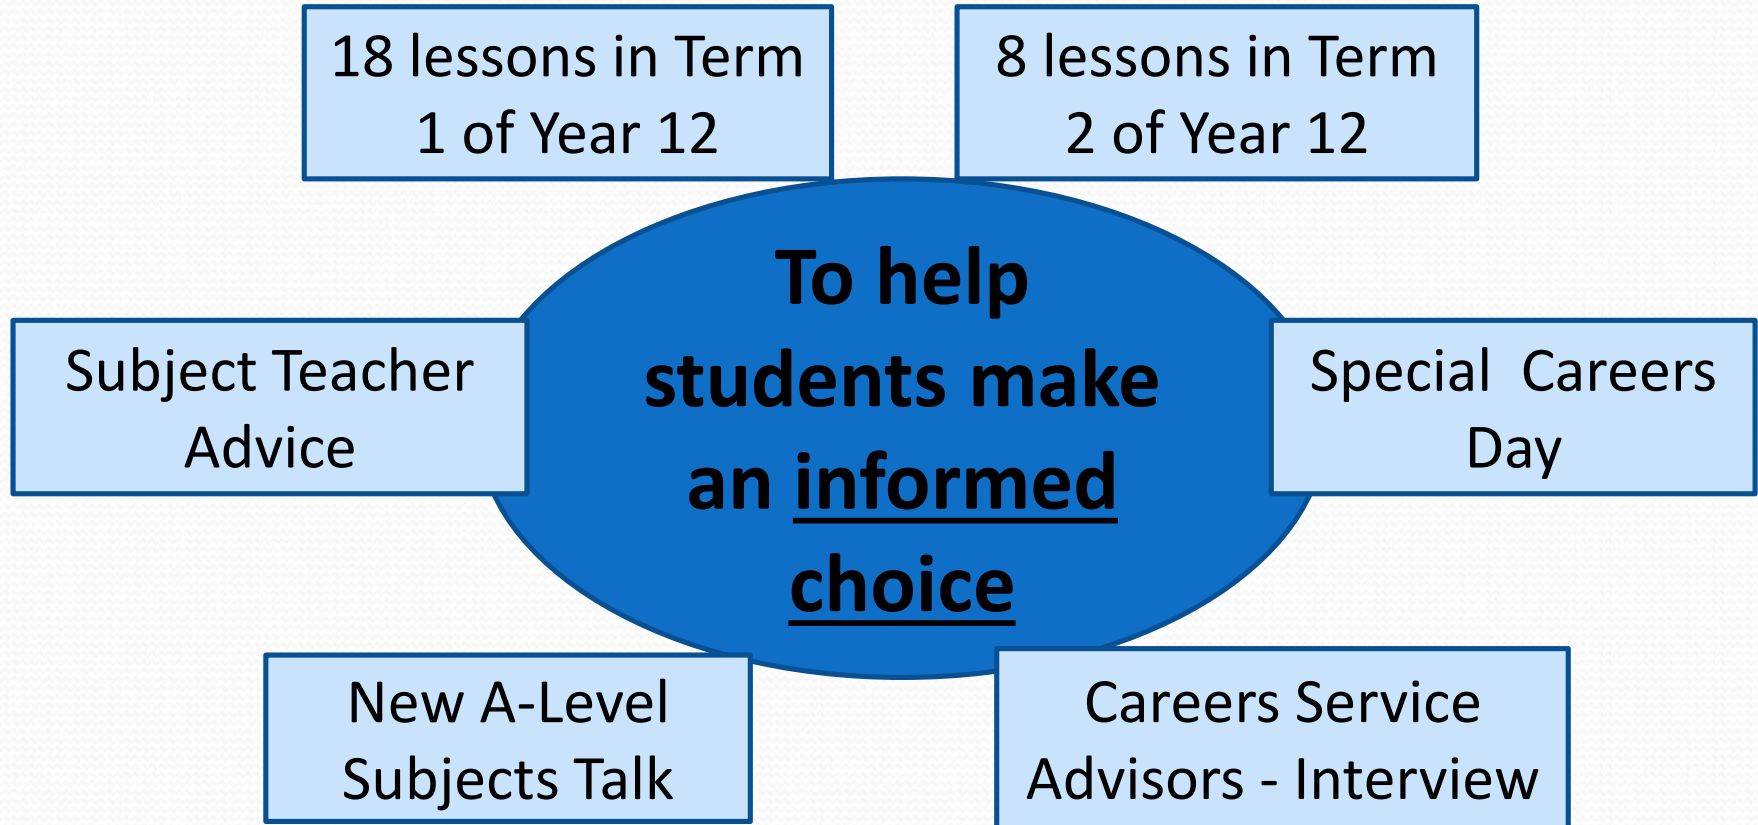 18 lessons in Term
1 of Year 12
8 lessons in Term
2 of Year 12
To help
students make
an informed
choice
Subject Teacher
Advice
Special  Careers
Day
New A-Level
Subjects Talk
Careers Service
Advisors - Interview